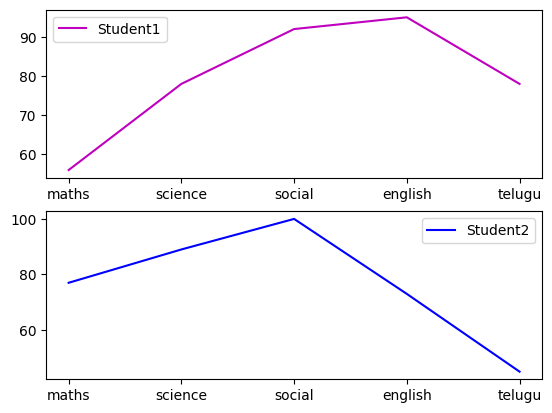 90
Student1
80
70
60
maths science social english telugu
100
Student2
80
60
maths science social english telugu